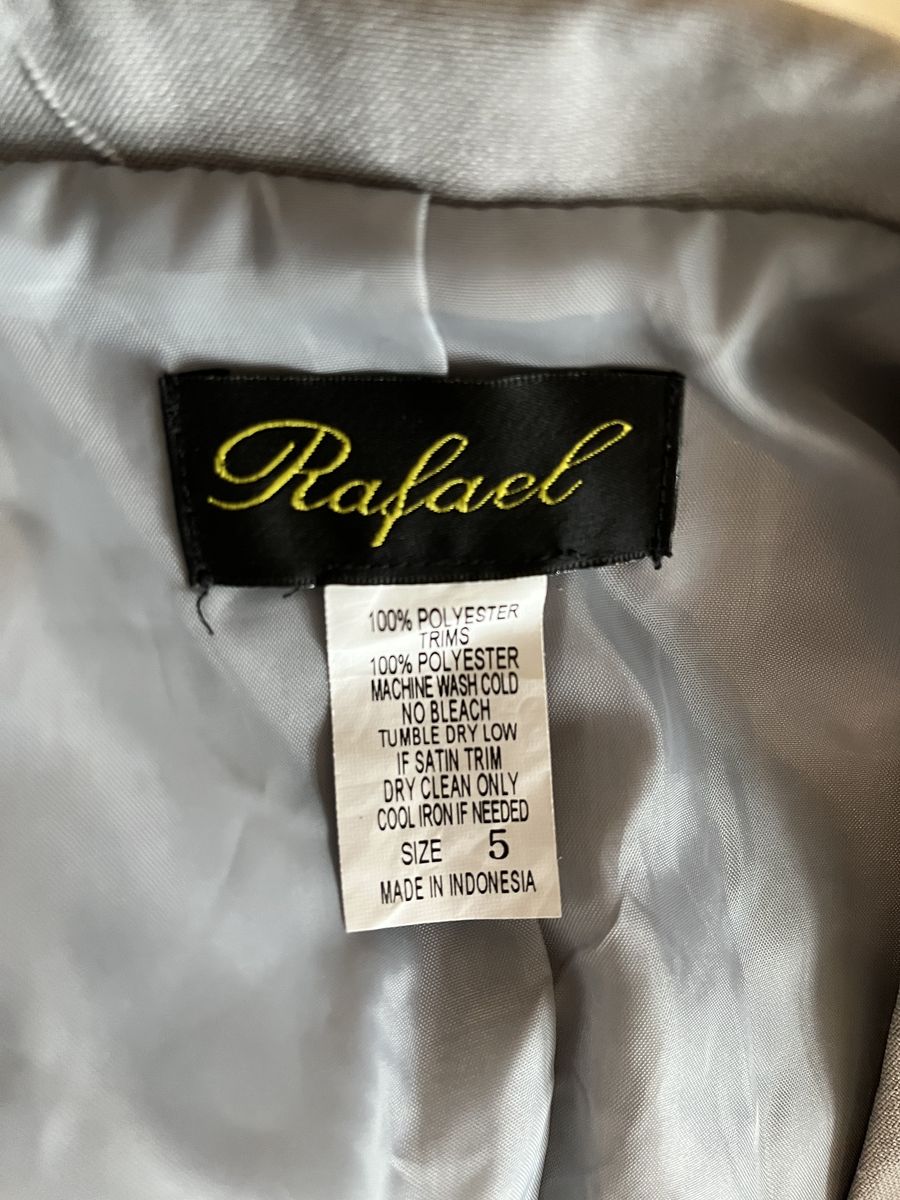 Rafael
100% POLYESTER
TRIMS
100% POLYESTER
MACHINE WASH COLD
NO BLEACH
TUMBLE DRY LOW
IF SATIN TRIM
DRY CLEAN ONLY
COOL IRON IF NEEDED
SIZE 5
MADE IN INDONESIA